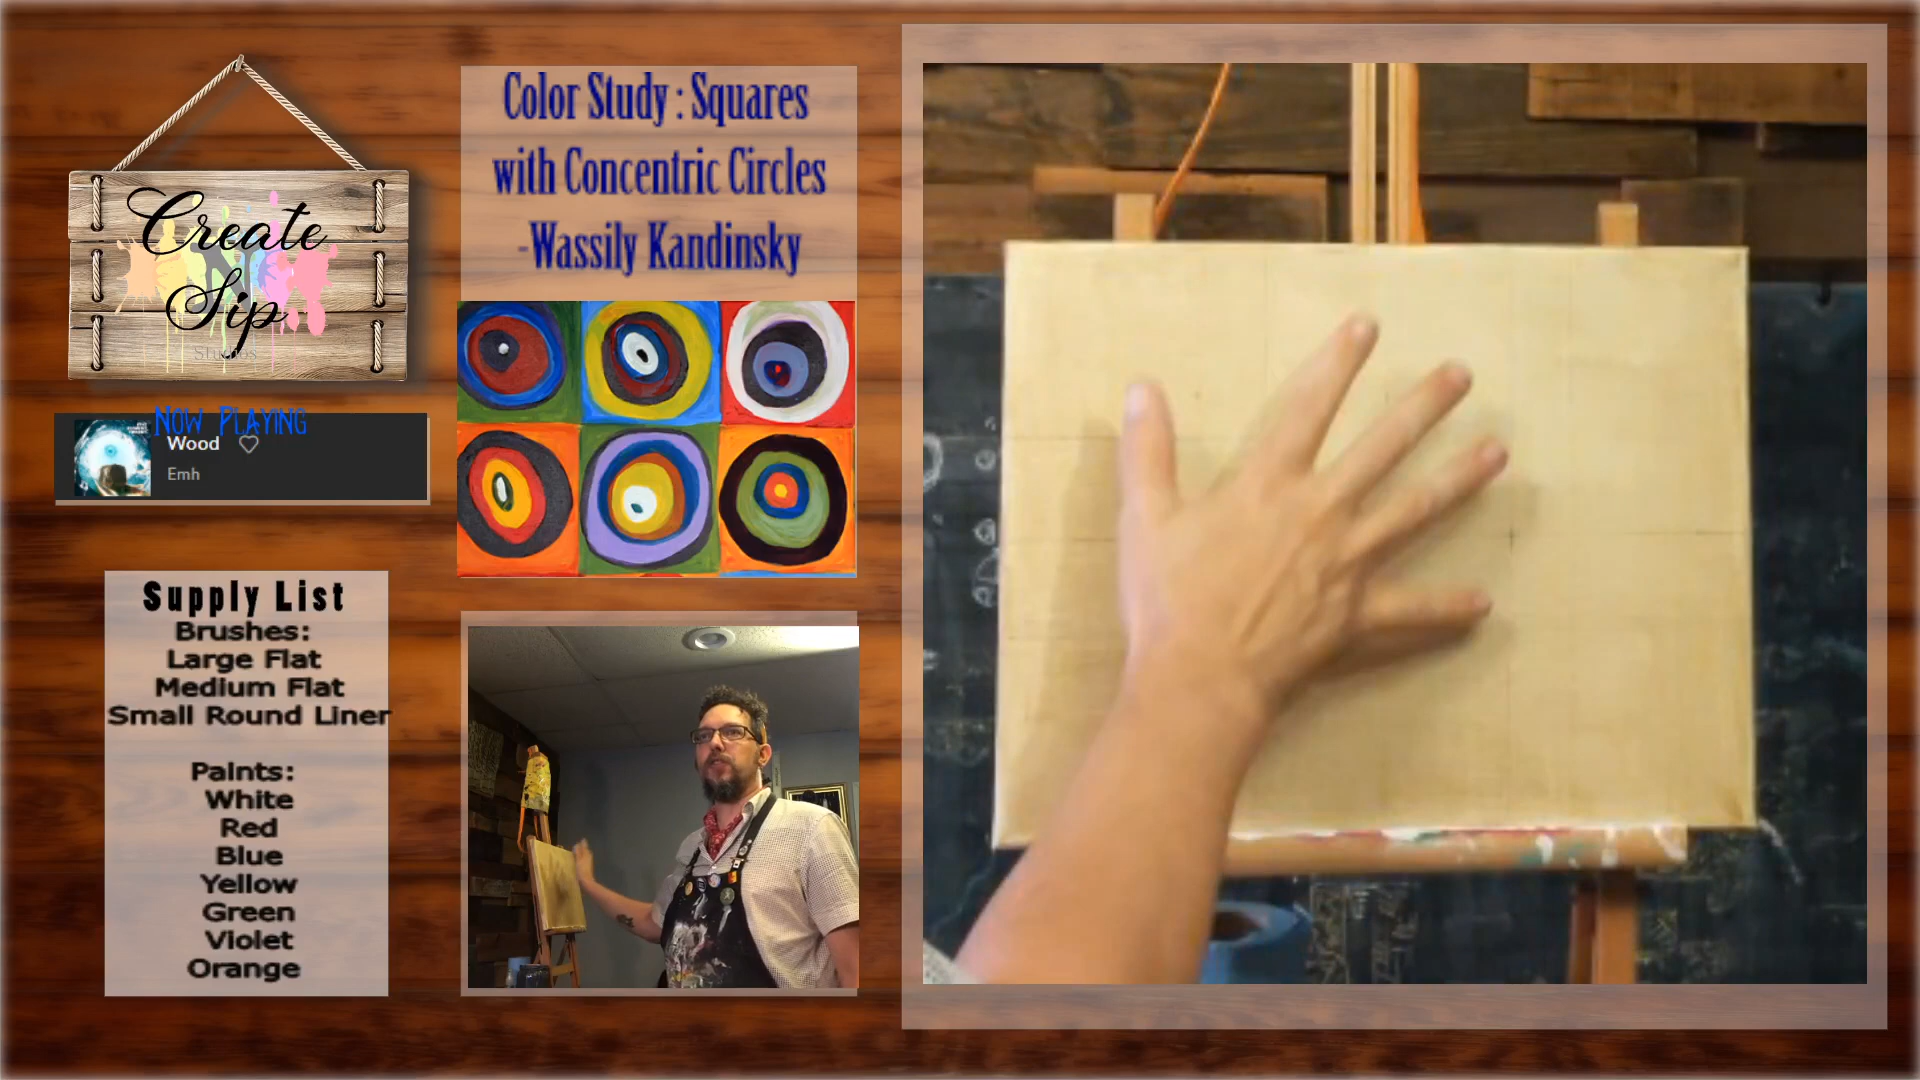 Create
Sip
Studios
Now Playing
Wood
Emh
Supply List
Brushes:
Large Flat
Medium Flat
Small Round Liner
Paints:
White
Red
Blue
Yellow
Green
Violet
Orange
Color Study : Squares
with Concentric Circles
-Wassily Kandinsky